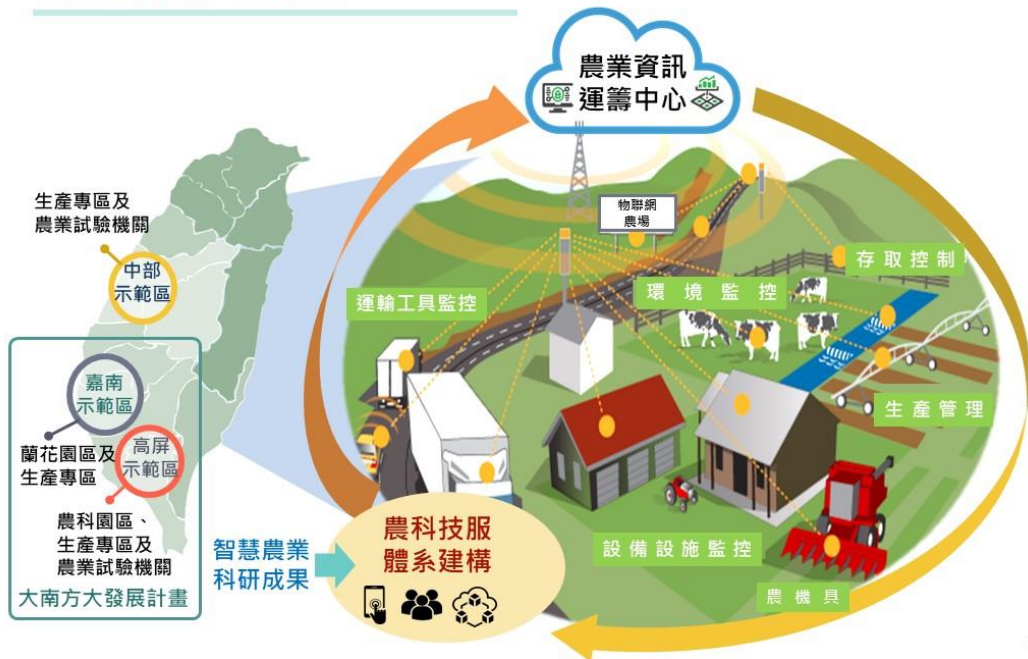 農業資訊
運籌中心
生產專區及
農業試驗機關
中部
示範區
嘉南
示範區
蘭花園區及
生產專區
高屏
示範區
農科園區、
生產專區及
農業試驗機關
大南方大發展計畫
智慧農業
科研成果
農科技服
體系建構
物聯網
農場
運輸工具監控
環境監控
存取控制
生產管理
設備設施監控
農機具